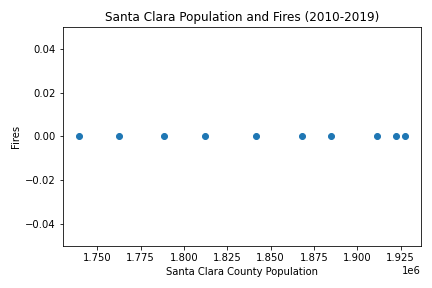 Santa Clara Population and Fires (2010-2019)
0.04
0.02
0.00
−0.02
−0.04
Fires
1.750 1.775 1.800 1.825 1.850 1.875 1.900 1.925
1e6
Santa Clara County Population